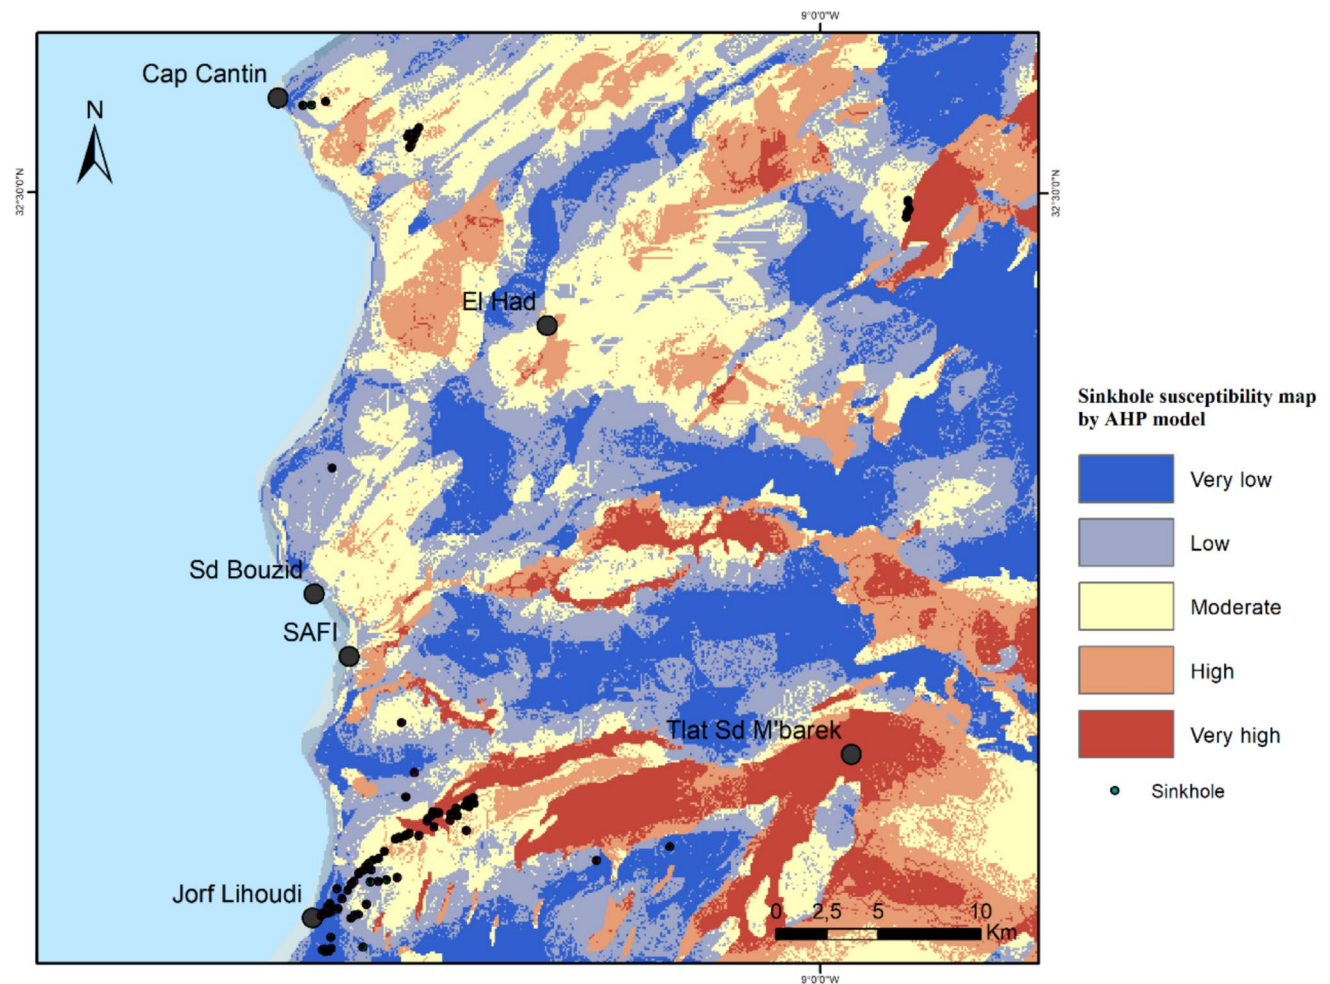 9°0'0"W
Cap Cantin
N
32°30'0"N
32°30'0"N
El Had
Sinkhole susceptibility map
by AHP model
Very low
Low
Moderate
High
Very high
Sinkhole
Sd Bouzid
SAFI
Tlat Sd M'barek
Jorf Lihoudi
0 2,5 5 10
Km
9°0'0"W